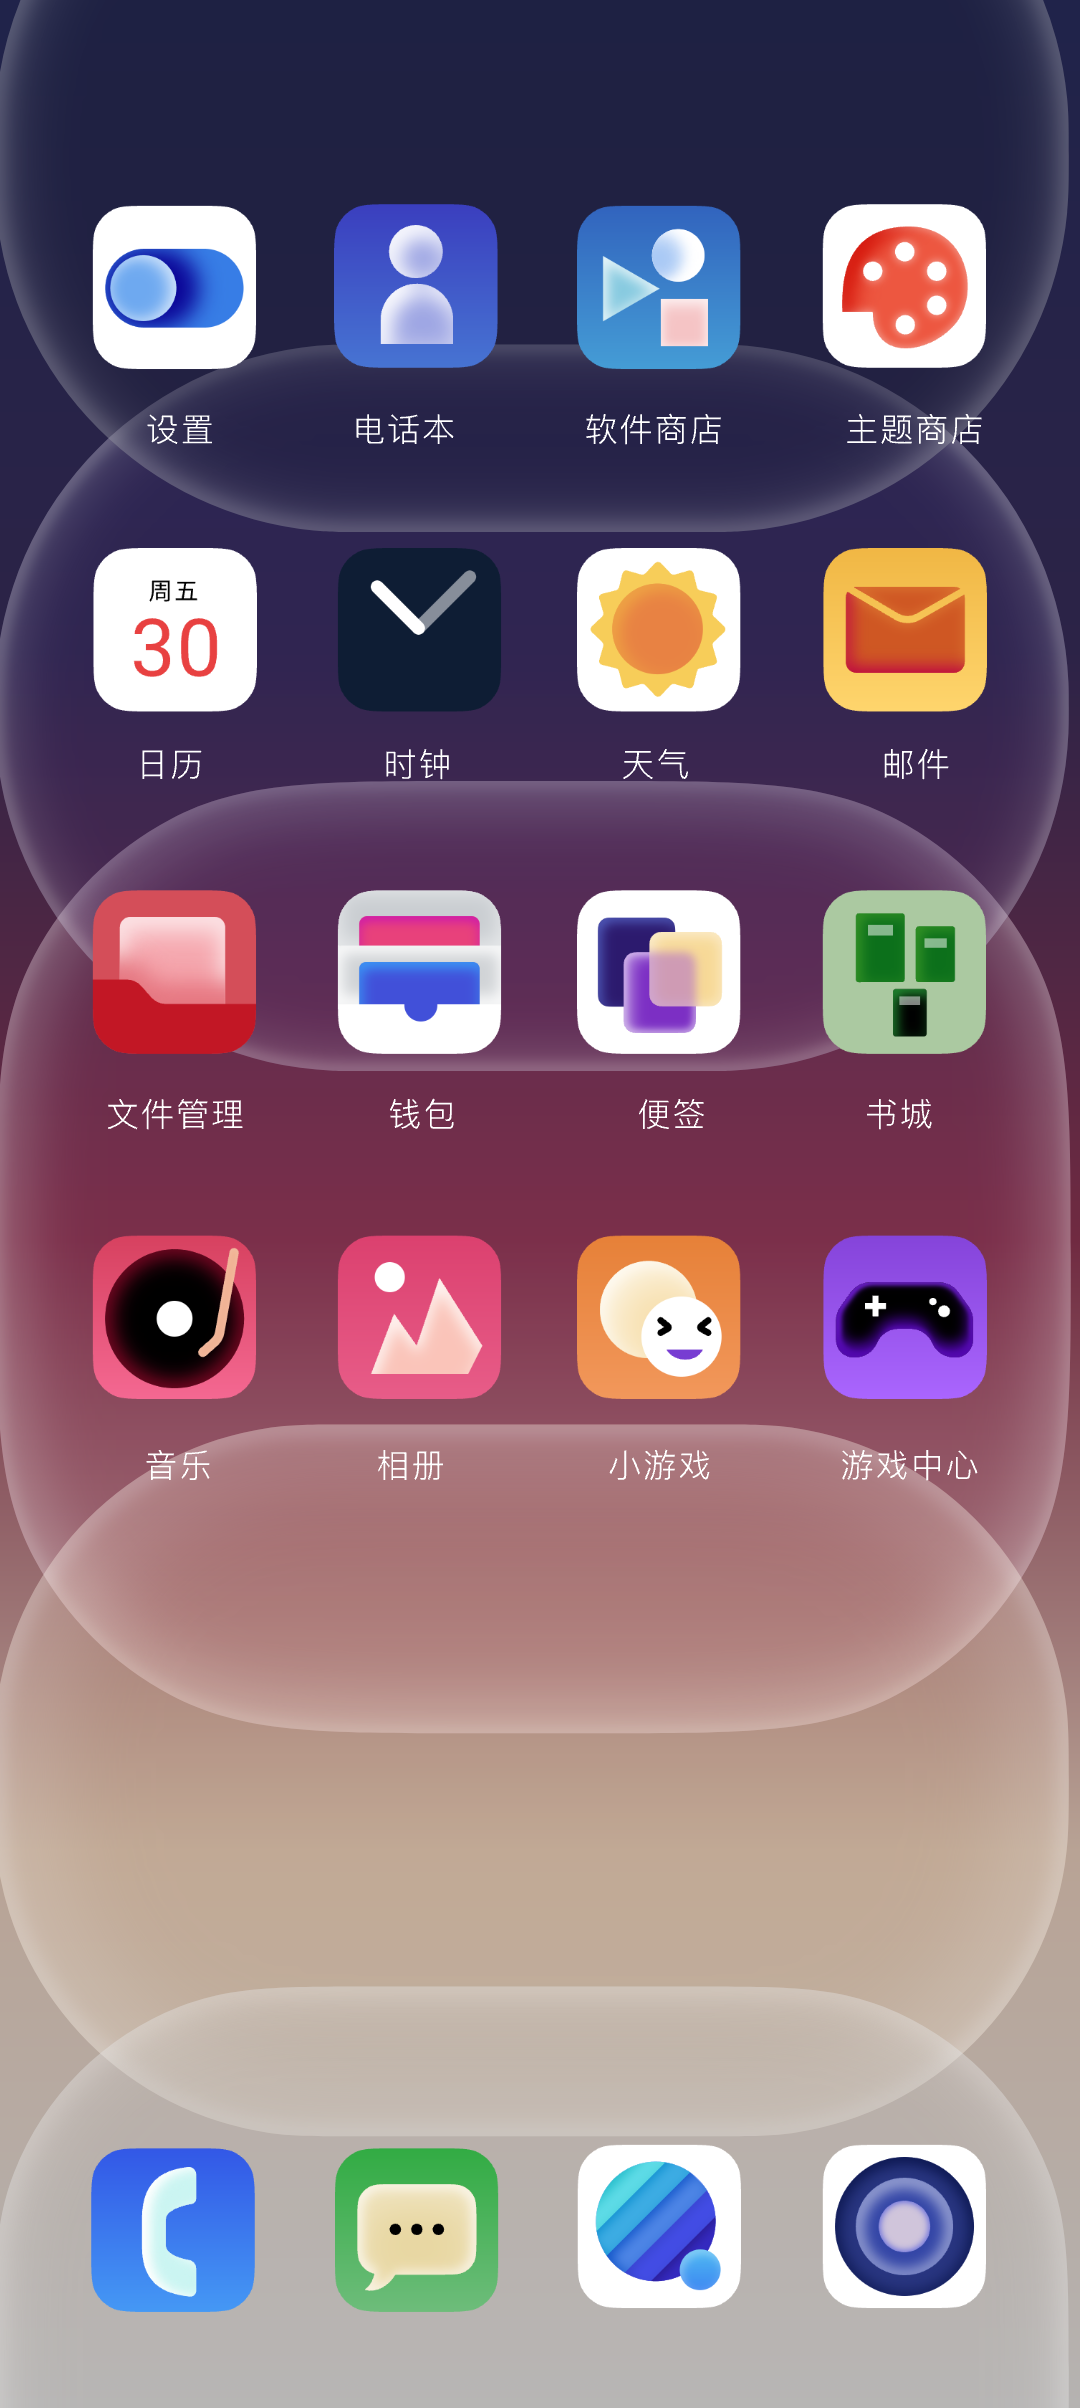 设置 电话本 软件商店 主题商店
周五
30
日历 时钟 天气 邮件
文件管理 钱包 便签 书城
音乐 相册 小游戏 游戏中心